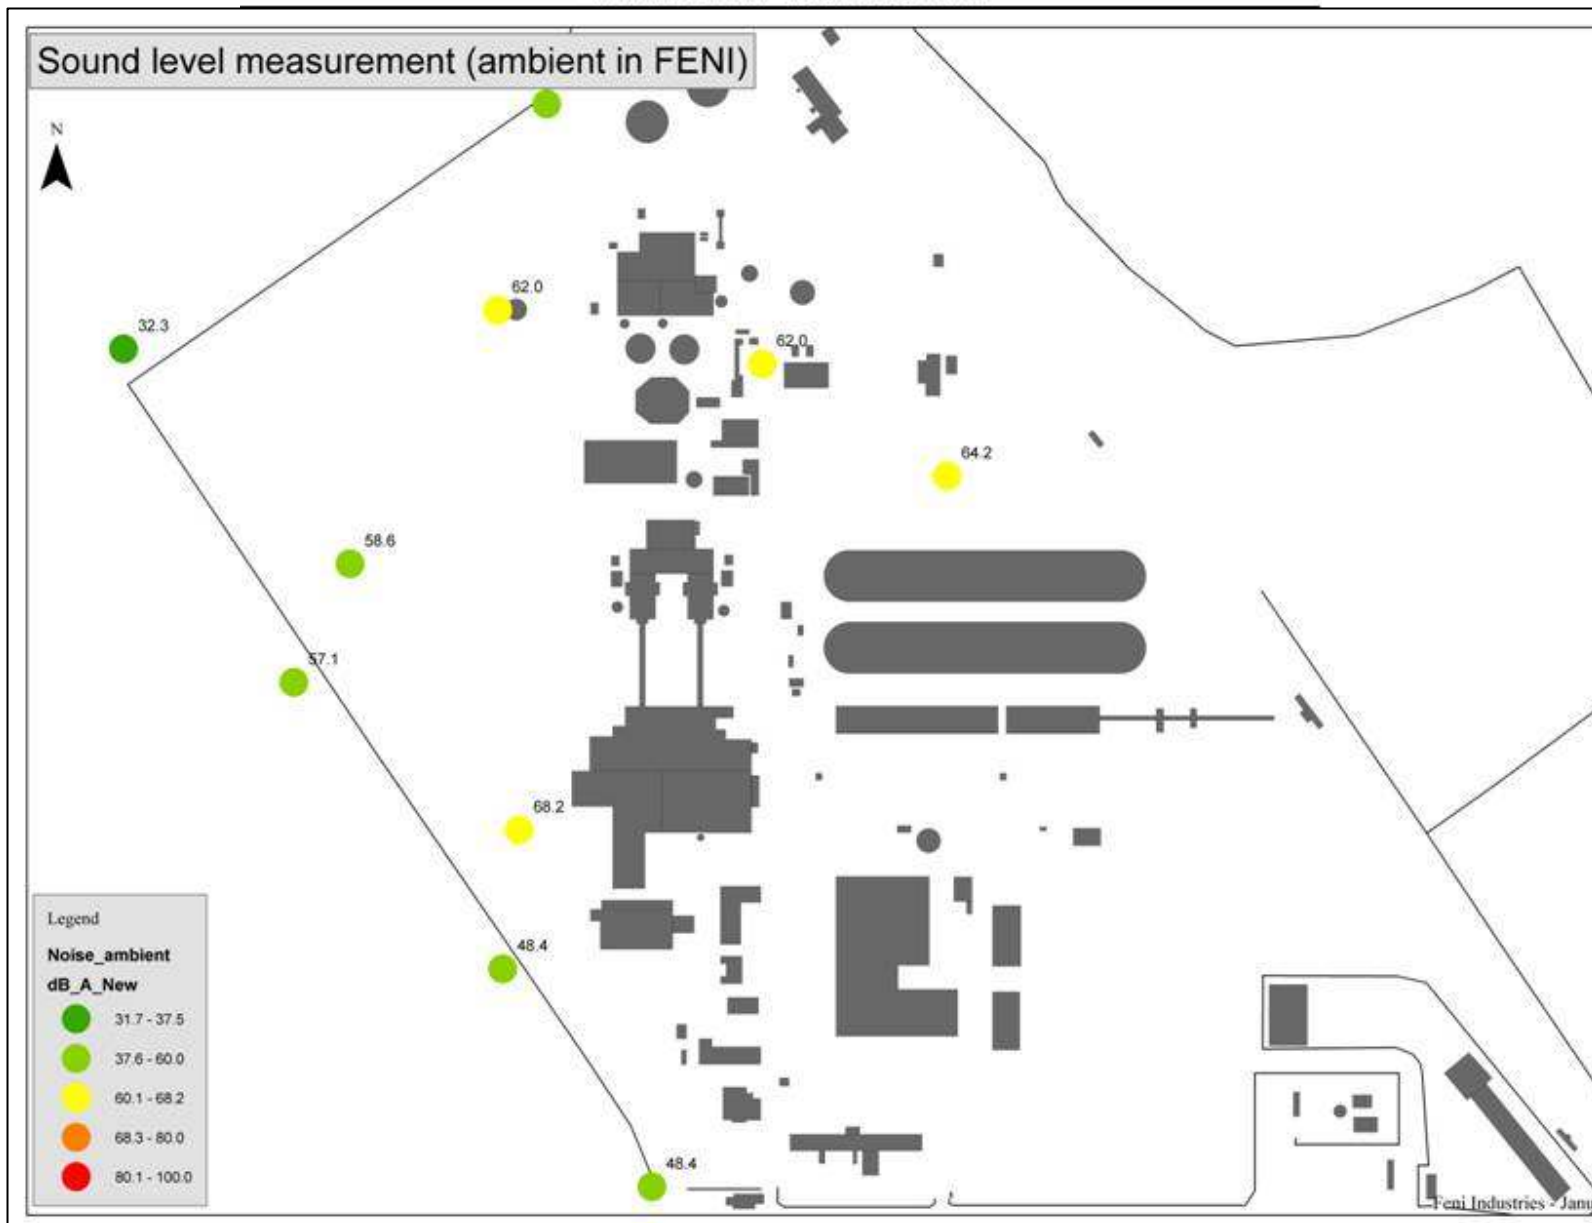 Sound level measurement (ambient in FENI)
N
62.0
32.3
62.0
64.2
58.6
57.1
68.2
48.4
48.4
Legend
Noise_ambient
dB_A_New
31.7 - 37.5
37.6 - 60.0
60.1 - 68.2
68.3 - 80.0
80.1 - 100.0
Feni Industries - Janu